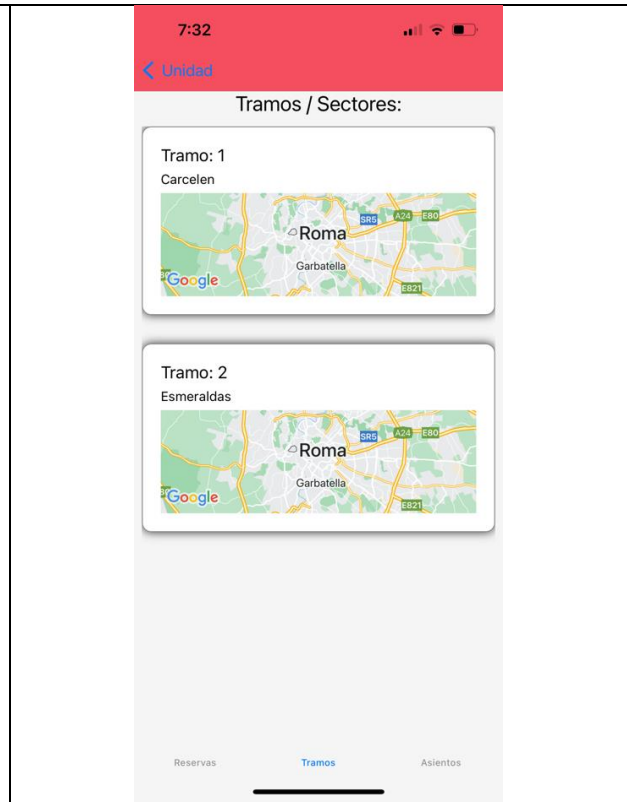 7:32
Unidad
Tramos / Sectores:
Tramo: 1
Carcelen
SR5 A24 E80
Roma
Garbatella
Google
E821
Tramo: 2
Esmeraldas
SR5 A24 E80
Roma
Garbatella
Google
E821
Reservas Tramos Asientos